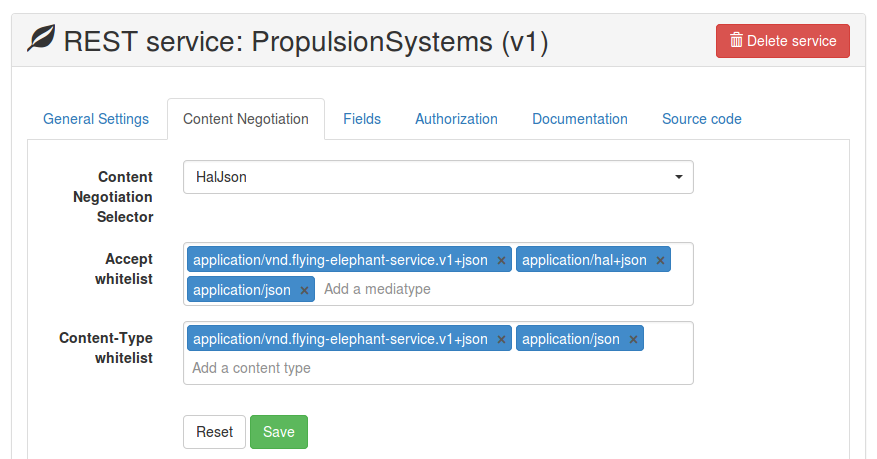 REST service: PropulsionSystems (v1)
Delete service
General Settings
Content Negotiation
Fields
Authorization
Documentation
Source code
Content
Negotiation
Selector
HalJson
Accept
whitelist
application/vnd.flying-elephant-service.v1+json × application/hal+json ×
application/json × Add a mediatype
Content-Type
whitelist
application/vnd.flying-elephant-service.v1+json × application/json ×
Add a content type
Reset
Save